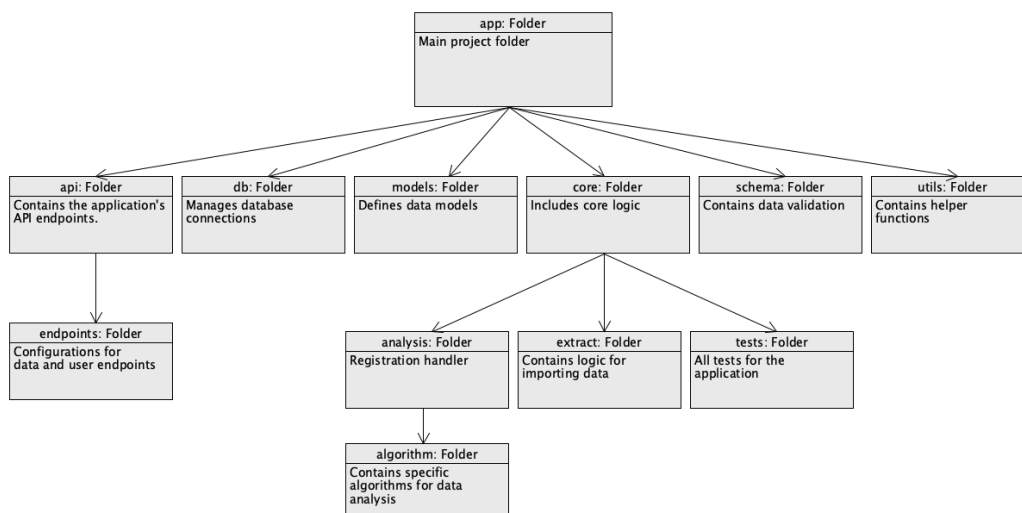 app: Folder
Main project folder
api: Folder
Contains the application's
API endpoints.
db: Folder
Manages database
connections
models: Folder
Defines data models
core: Folder
Includes core logic
schema: Folder
Contains data validation
utils: Folder
Contains helper
functions
endpoints: Folder
Configurations for
data and user endpoints
analysis: Folder
Registration handler
extract: Folder
Contains logic for
importing data
tests: Folder
All tests for the
application
algorithm: Folder
Contains specific
algorithms for data
analysis